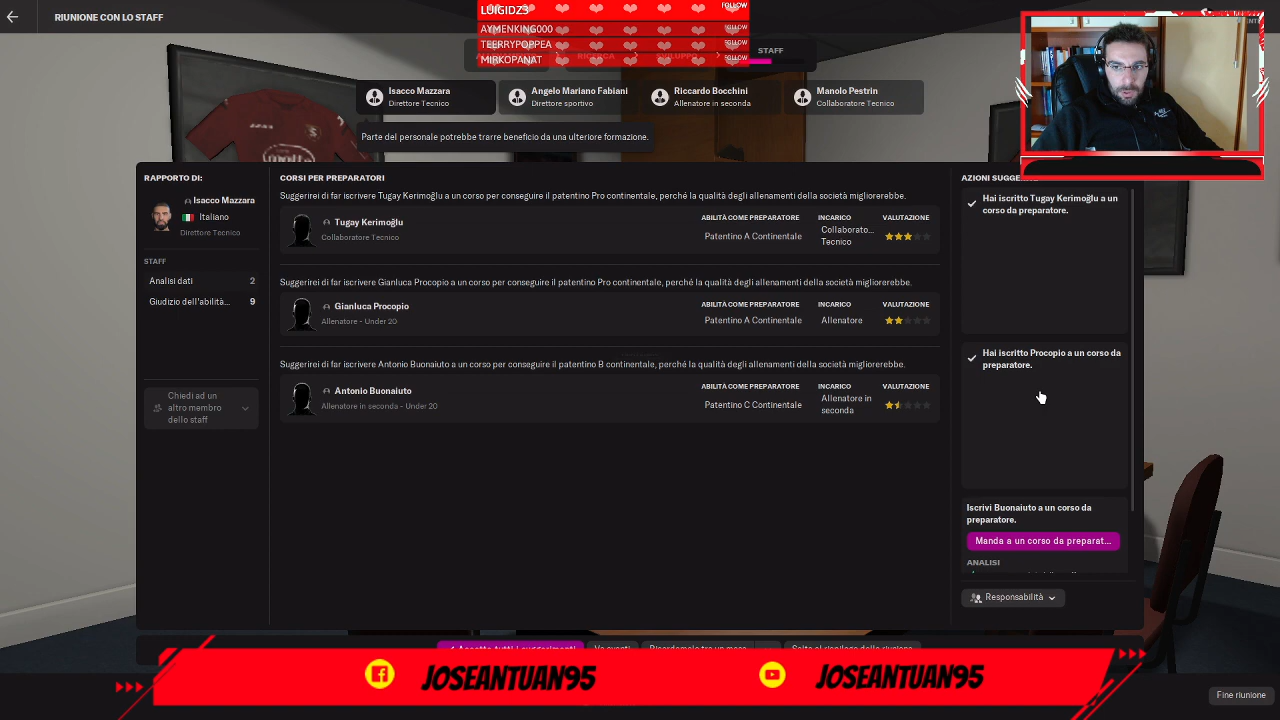 RIUNIONE CON LO STAFF
LUIGIDZ3
FOLLOW
AYMENKING000
FOLLOW
TEERRYPOPPEA
FOLLOW
MIRKOPANAT
FOLLOW
STAFF
Isacco Mazzara
Direttore Tecnico
Angelo Mariano Fabiani
Direttore sportivo
Riccardo Bocchini
Allenatore in seconda
Manolo Pestrin
Collaboratore Tecnico
Parte del personale potrebbe trarre beneficio da una ulteriore formazione.
RAPPORTO DI:
Isacco Mazzara
Italiano
Direttore Tecnico
STAFF
Analisi dati 2
Giudizio dell'abilità... 9
Chiedi ad un
altro membro
dello staff
CORSI PER PREPARATORI
Suggerirei di far iscrivere Tugay Kerimoğlu a un corso per conseguire il patentino Pro continentale, perché la qualità degli allenamenti della società migliorerebbe.
Tugay Kerimoğlu
Collaboratore Tecnico
ABILITÀ COME PREPARATORE
Patentino A Continentale
INCARICO
Collaborato...
Tecnico
VALUTAZIONE
Suggerirei di far iscrivere Gianluca Procopio a un corso per conseguire il patentino Pro continentale, perché la qualità degli allenamenti della società migliorerebbe.
Gianluca Procopio
Allenatore - Under 20
ABILITÀ COME PREPARATORE
Patentino A Continentale
INCARICO
Allenatore
VALUTAZIONE
Suggerirei di far iscrivere Antonio Buonaiuto a un corso per conseguire il patentino B continentale, perché la qualità degli allenamenti della società migliorerebbe.
Antonio Buonaiuto
Allenatore in seconda - Under 20
ABILITÀ COME PREPARATORE
Patentino C Continentale
INCARICO
Allenatore in
seconda
VALUTAZIONE
AZIONI
Hai iscritto Tugay Kerimoğlu a un
corso da preparatore.
Hai iscritto Procopio a un corso da
preparatore.
Iscrivi Buonaiuto a un corso da
preparatore.
Manda a un corso da preparat...
ANALISI
Responsabilità
JOSEANTUAN95
JOSEANTUAN95
Fine riunione